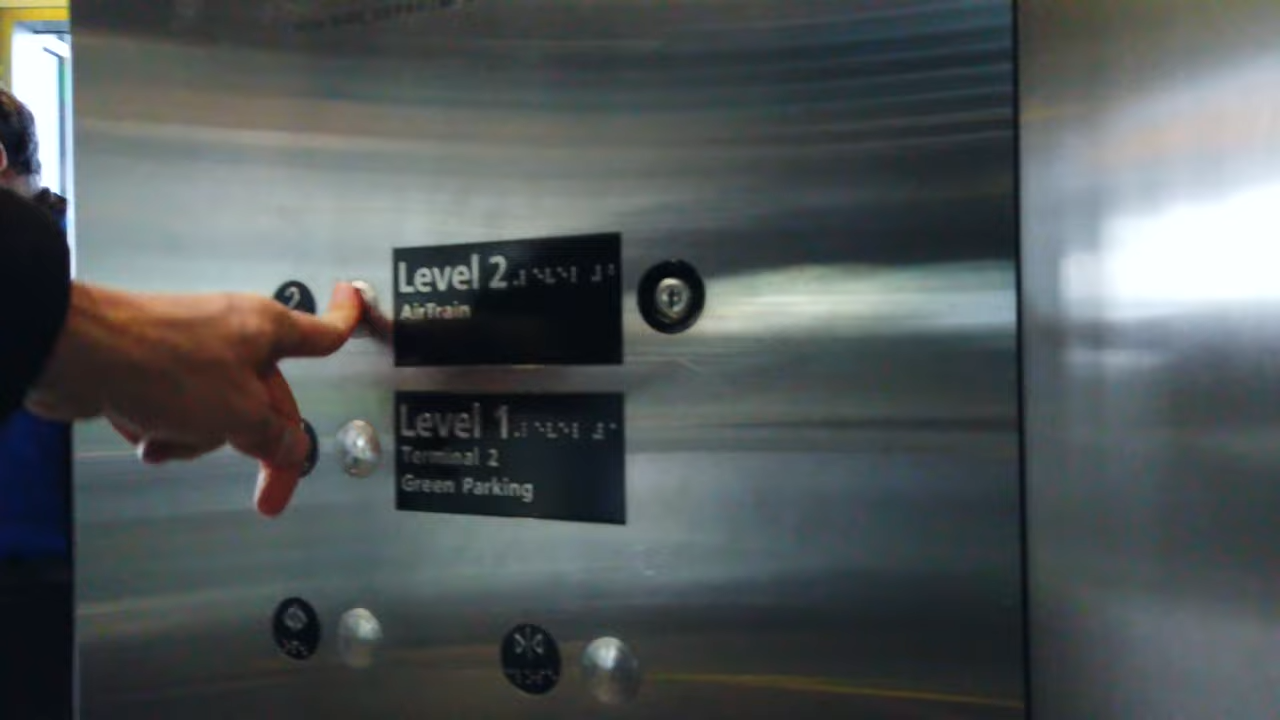 2
Level 2
AirTrain
Level 1
Terminal 2
Green Parking